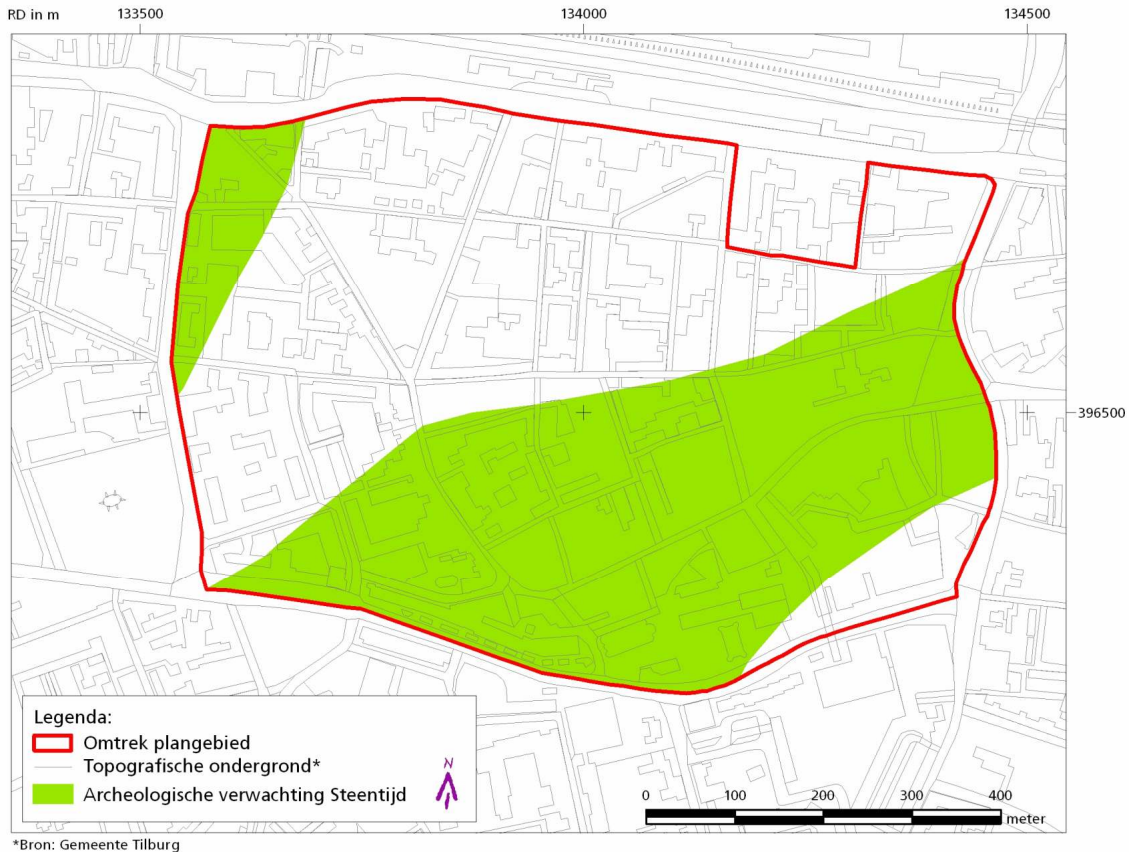 RD in m
133500
134000
134500
396500
Legenda:
Omtrek plangebied
Topografische ondergrond*
Archeologische verwachting Steentijd
N
0 100 200 300 400
meter
*Bron: Gemeente Tilburg